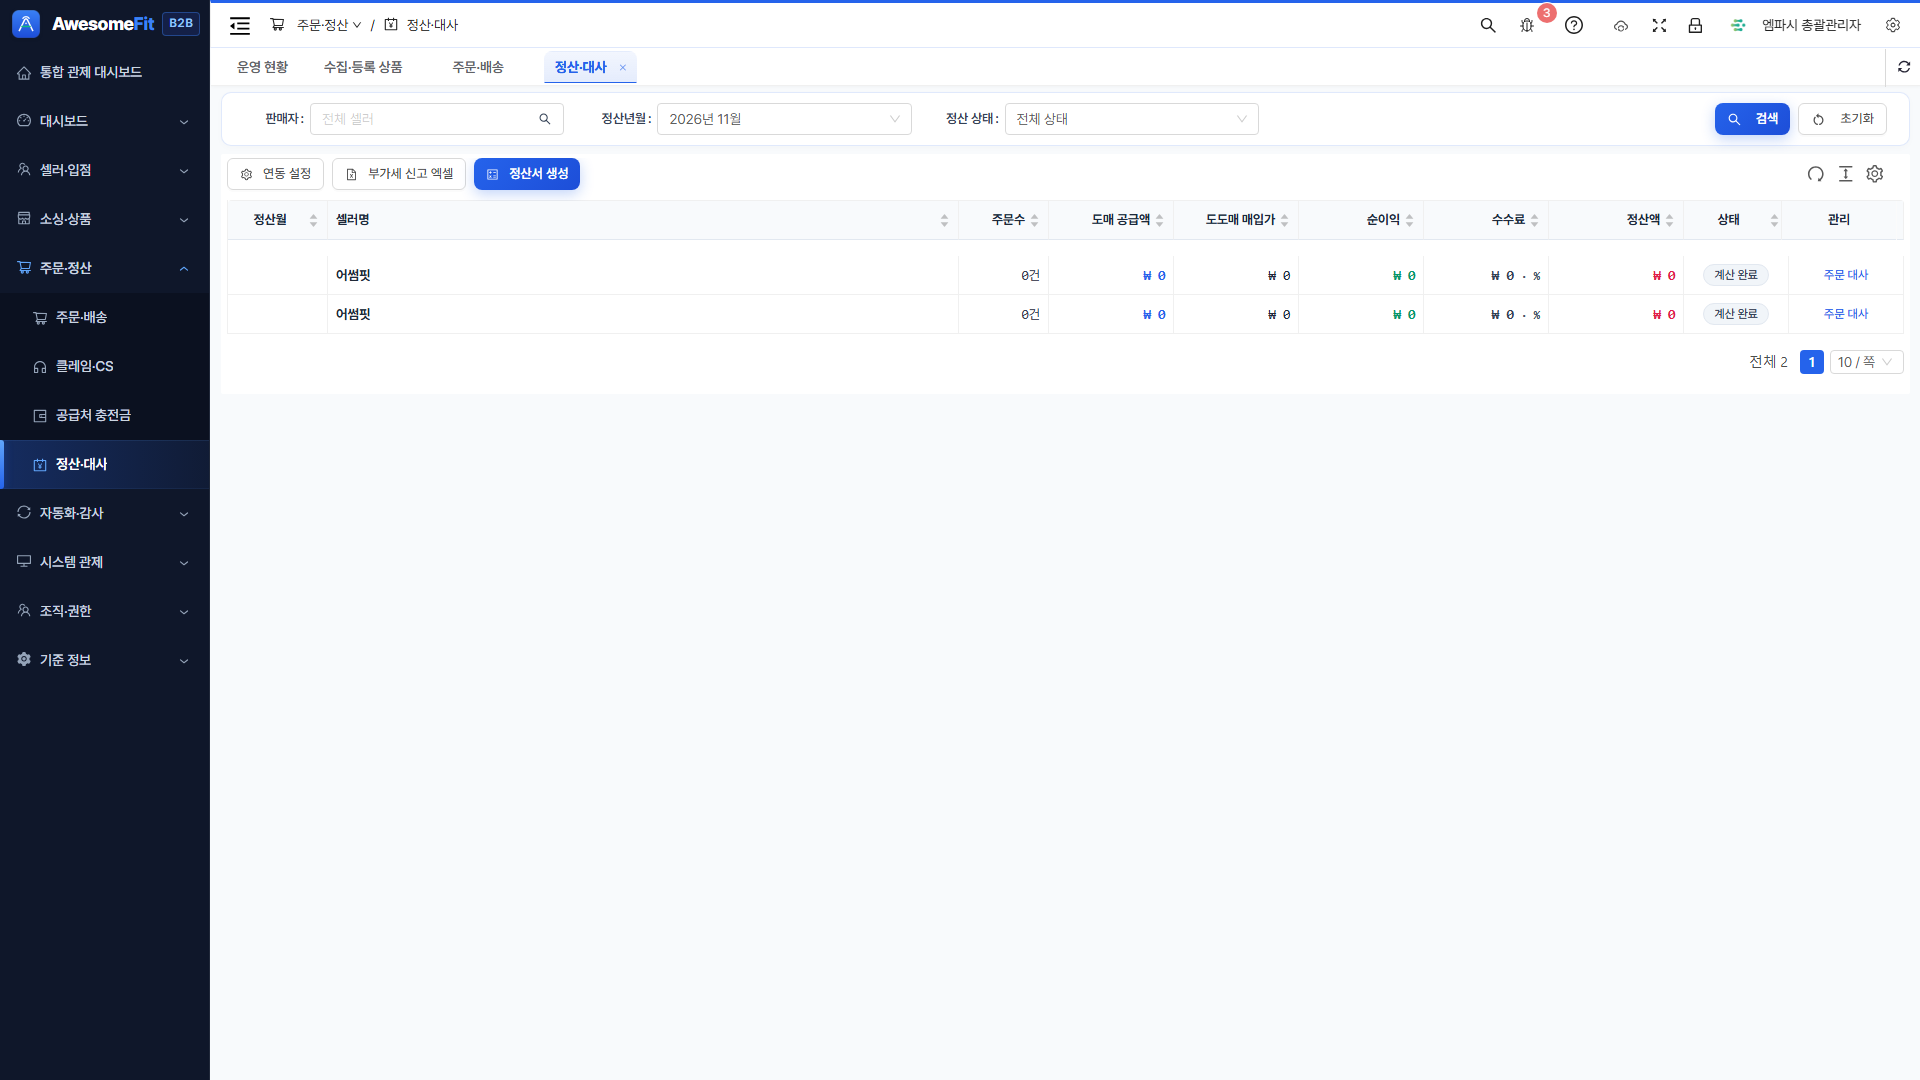 AwesomeFit B2B
통합 관제 대시보드
대시보드
셀러·입점
소싱·상품
주문·정산
주문·배송
클레임·CS
공급처 충전금
정산·대사
자동화·감사
시스템 관제
조직·권한
기준 정보
주문·정산 / 정산·대사
3
엠파시 총괄관리자
운영 현황 수집·등록 상품 주문·배송 정산·대사 ×
판매자 : 전체 셀러 정산년월 : 2026년 11월 정산 상태 : 전체 상태 검색 초기화
연동 설정 부가세 신고 엑셀 정산서 생성
정산월 셀러명 주문수 도매 공급액 도도매 매입가 순이익 수수료 정산액 상태 관리
어썸핏 0건 ₩ 0 ₩ 0 ₩ 0 ₩ 0 · % ₩ 0 계산 완료 주문 대사
어썸핏 0건 ₩ 0 ₩ 0 ₩ 0 ₩ 0 · % ₩ 0 계산 완료 주문 대사
전체 2 1 10 / 쪽